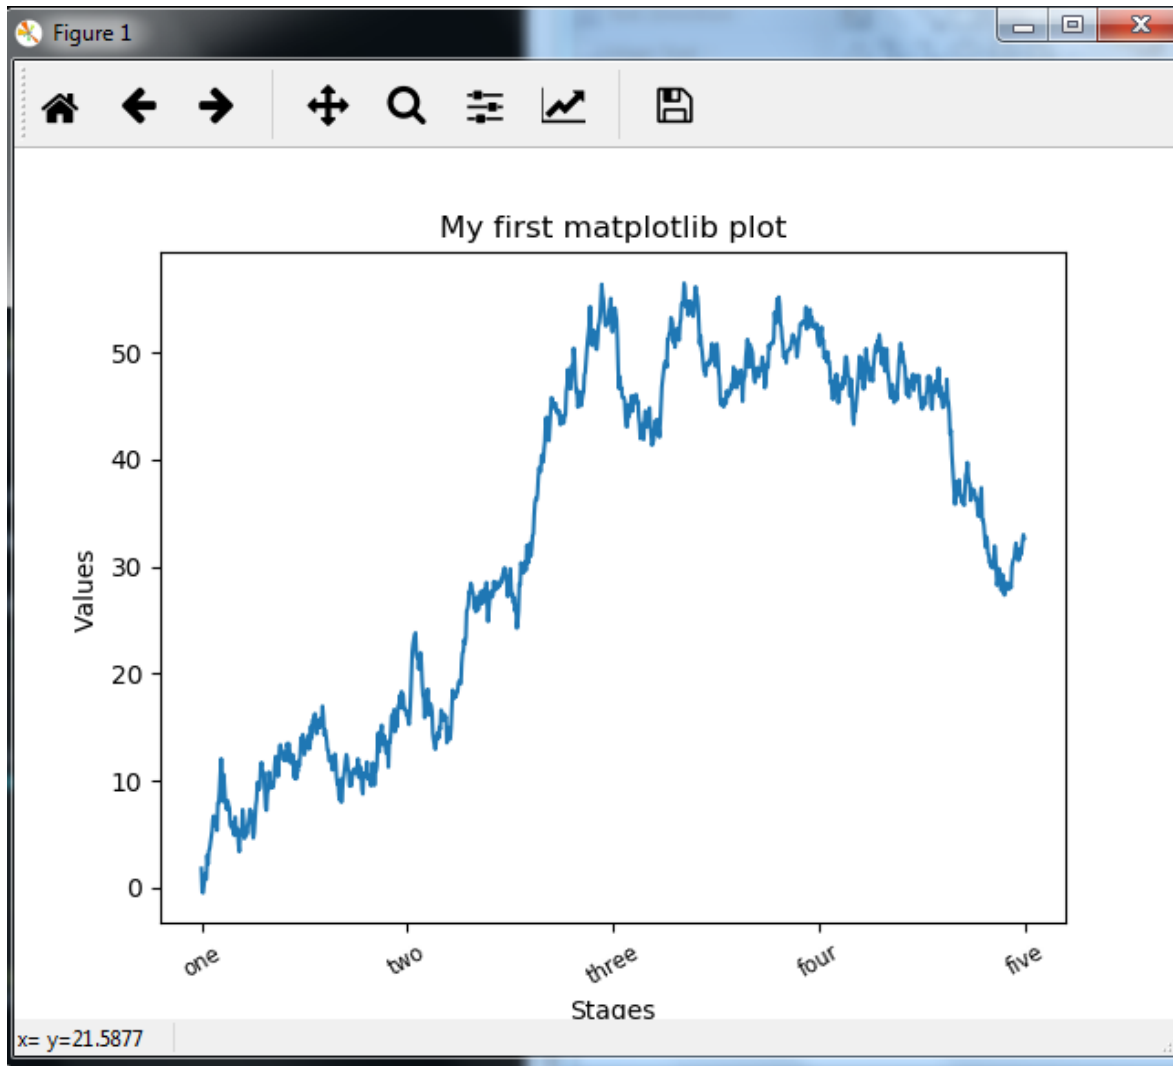 Figure 1
My first matplotlib plot
50
40
30
20
10
0
Values
one two three four five
Stages
x= y=21.5877